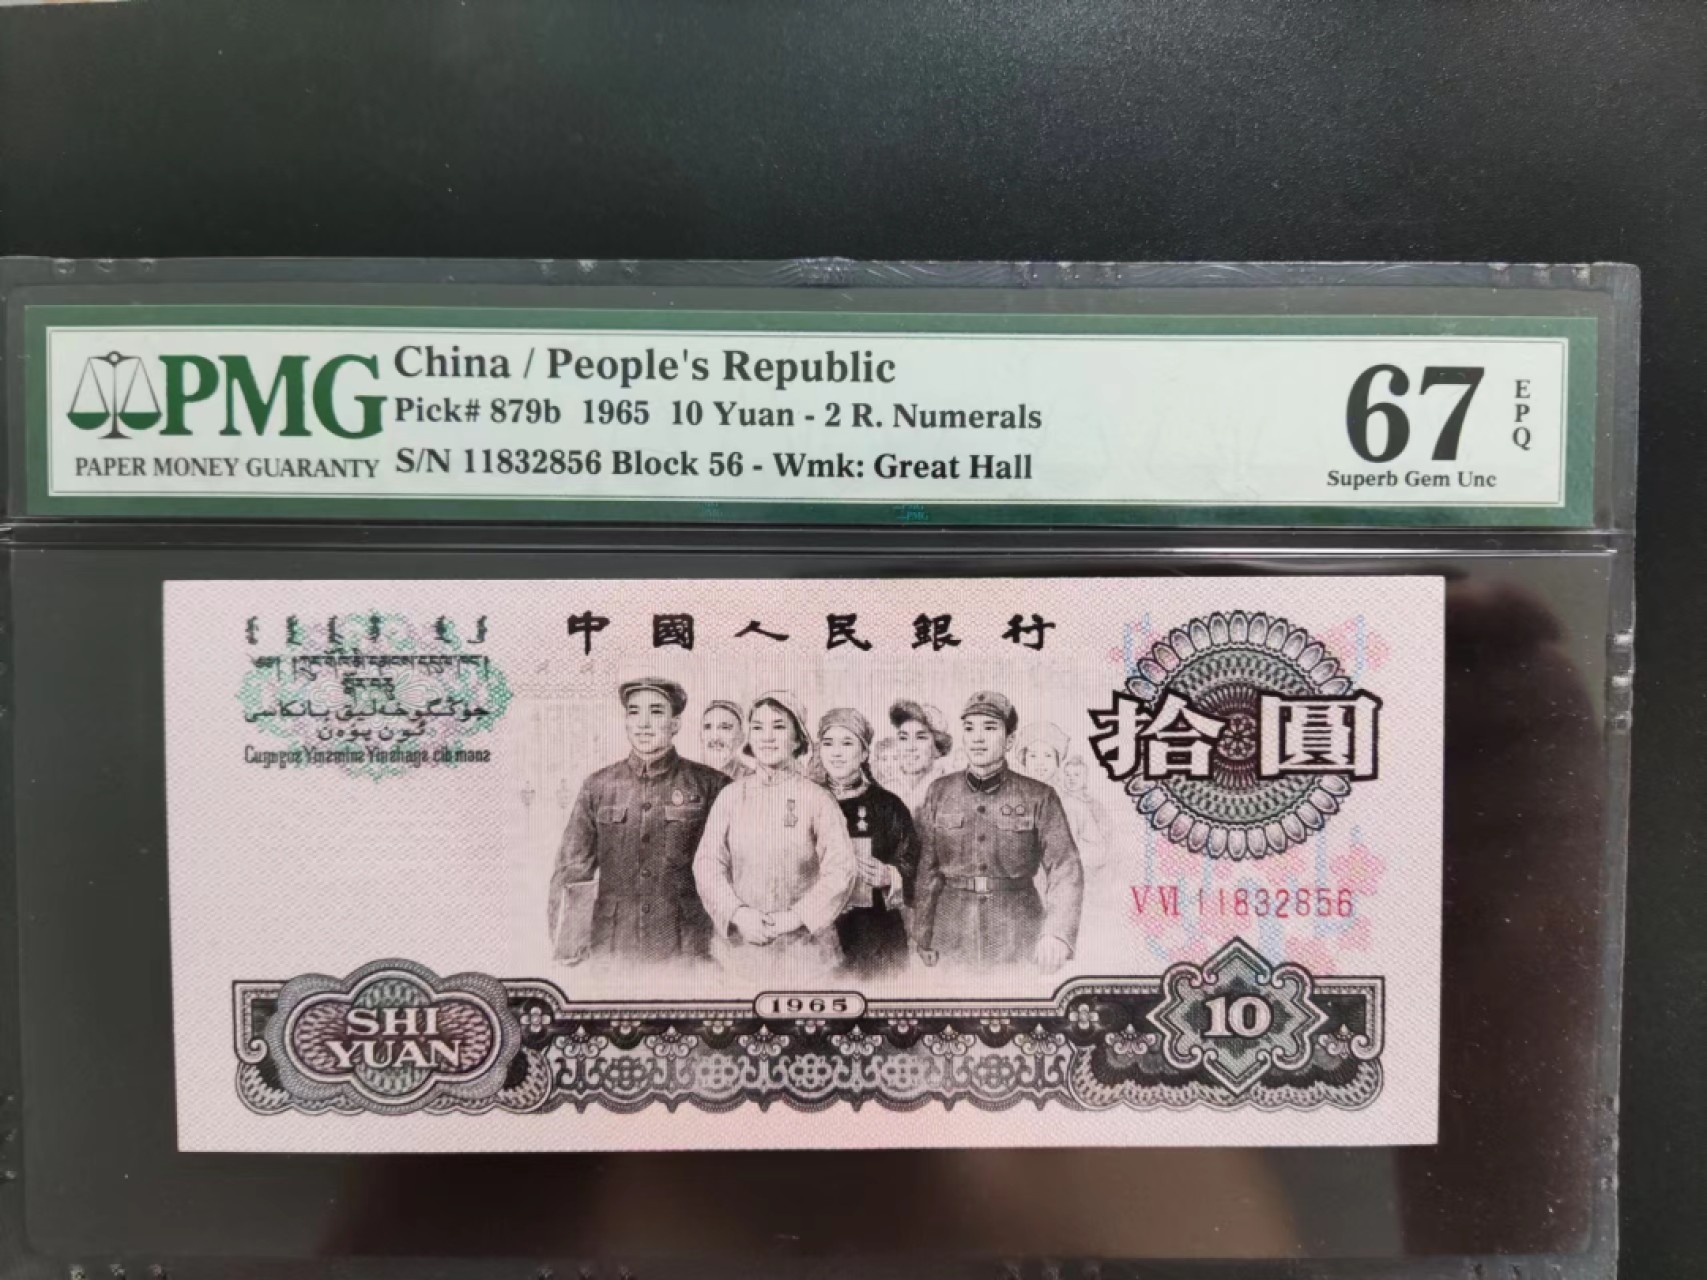 PMG
PAPER MONEY GUARANTY
China / People's Republic
Pick# 879b 1965 10 Yuan - 2 R. Numerals
S/N 11832856 Block 56 - Wmk: Great Hall
67
EPQ
Superb Gem Unc
中國人民銀行
拾圓
Ⅴ Ⅵ 11832856
1965
SHI
YUAN
10